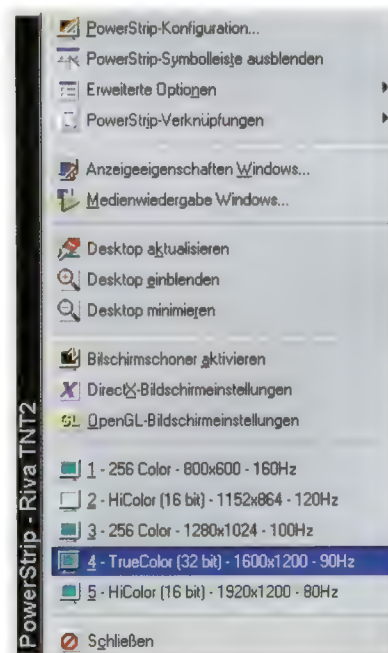 PowerStrip-Konfiguration...
PowerStrip-Symbolleiste ausblenden
Erweiterte Optionen
PowerStrip-Verknüpfungen
Anzeigeeigenschaften Windows...
Medienwiedergabe Windows...
Desktop aktualisieren
Desktop einblenden
Desktop minimieren
Bilschirmschoner aktivieren
DirectX-Bildschirmeinstellungen
GL OpenGL-Bildschirmeinstellungen
1 - 256 Color - 800x600 - 160Hz
2 - HiColor (16 bit) - 1152x864 - 120Hz
3 - 256 Color - 1280x1024 - 100Hz
4 - TrueColor (32 bit) - 1600x1200 - 90Hz
5 - HiColor (16 bit) - 1920x1200 - 80Hz
Schließen
PowerStrip - Riva TNT2